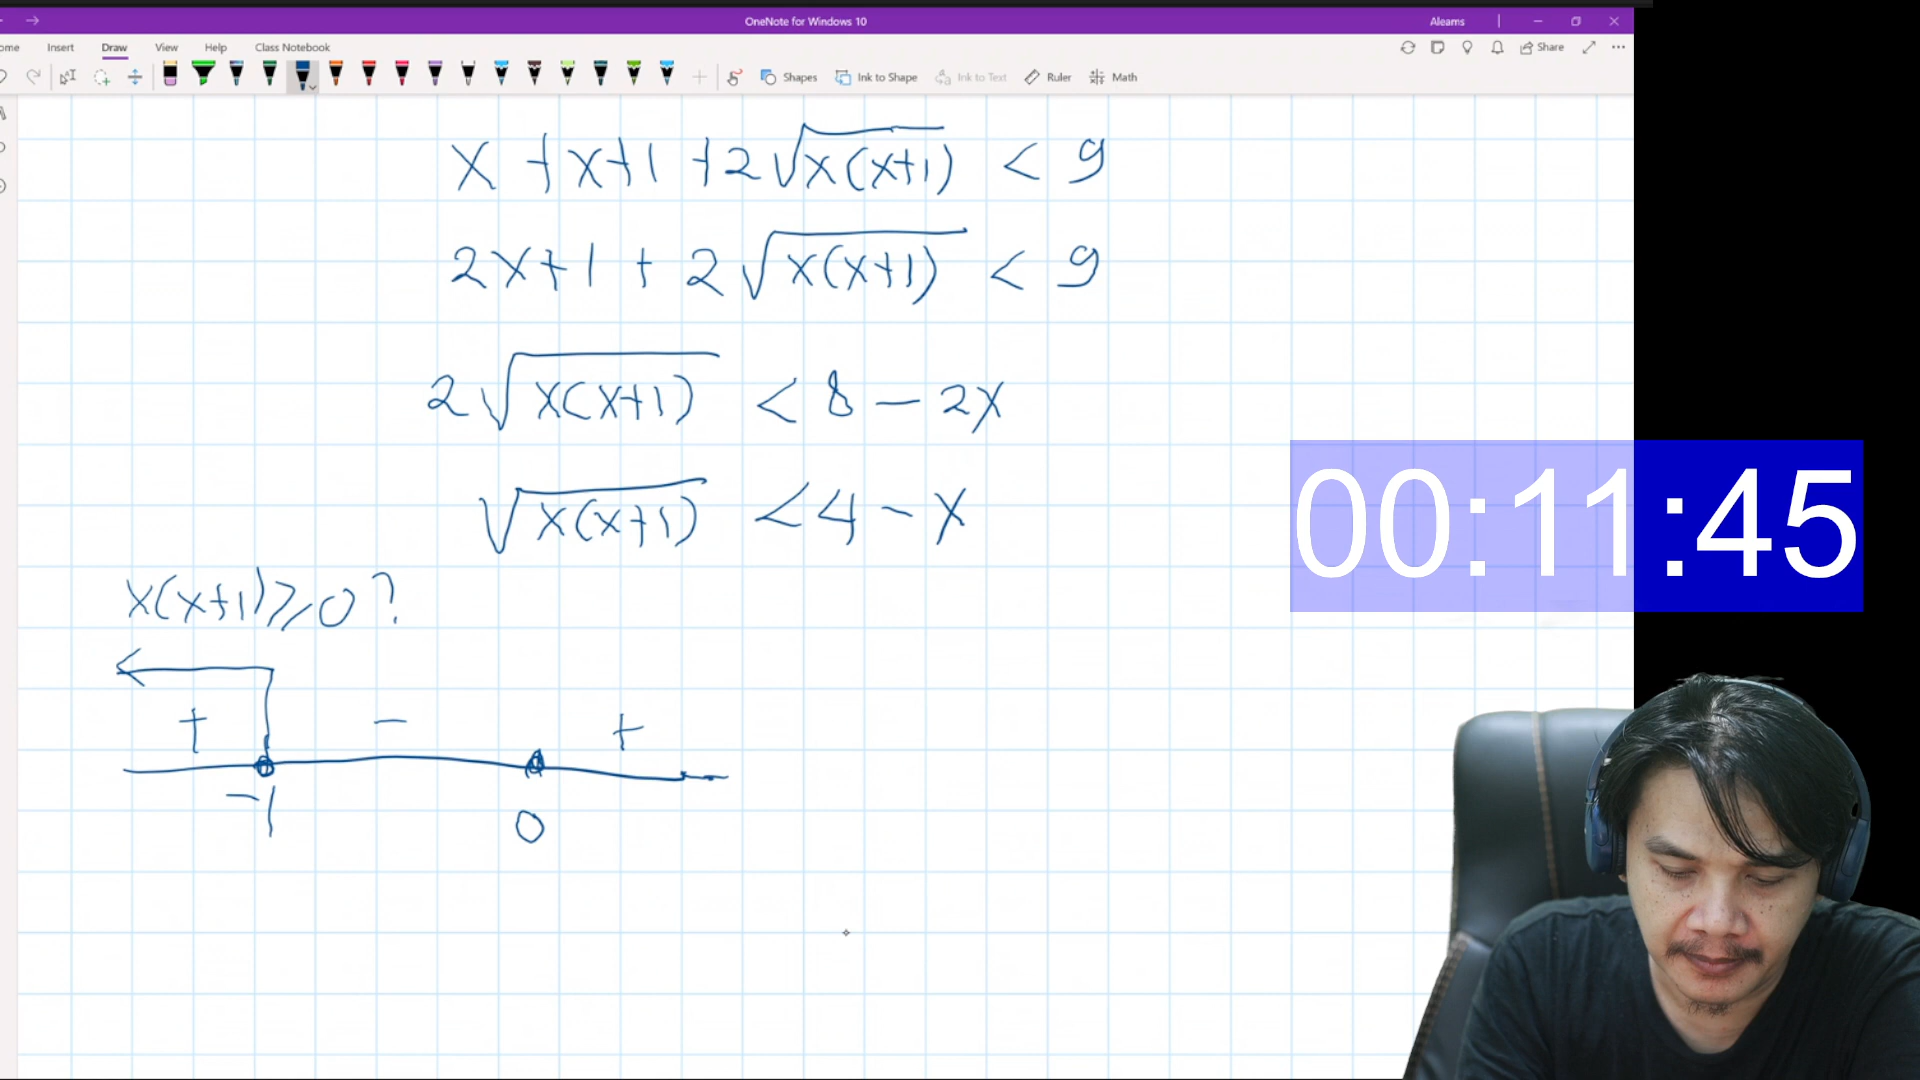 OneNote for Windows 10
Aleams
ome Insert Draw View Help Class Notebook
Share
Shapes Ink to Shape Ink to Text Ruler Math
x + x+1 + 2√x(x+1) < 9
2x+1 + 2√x(x+1) < 9
2√x(x+1) < 8 - 2x
√x(x+1) < 4 - x
00:11:45
x(x+1) ≥ 0 ?
+ - +
-1 0